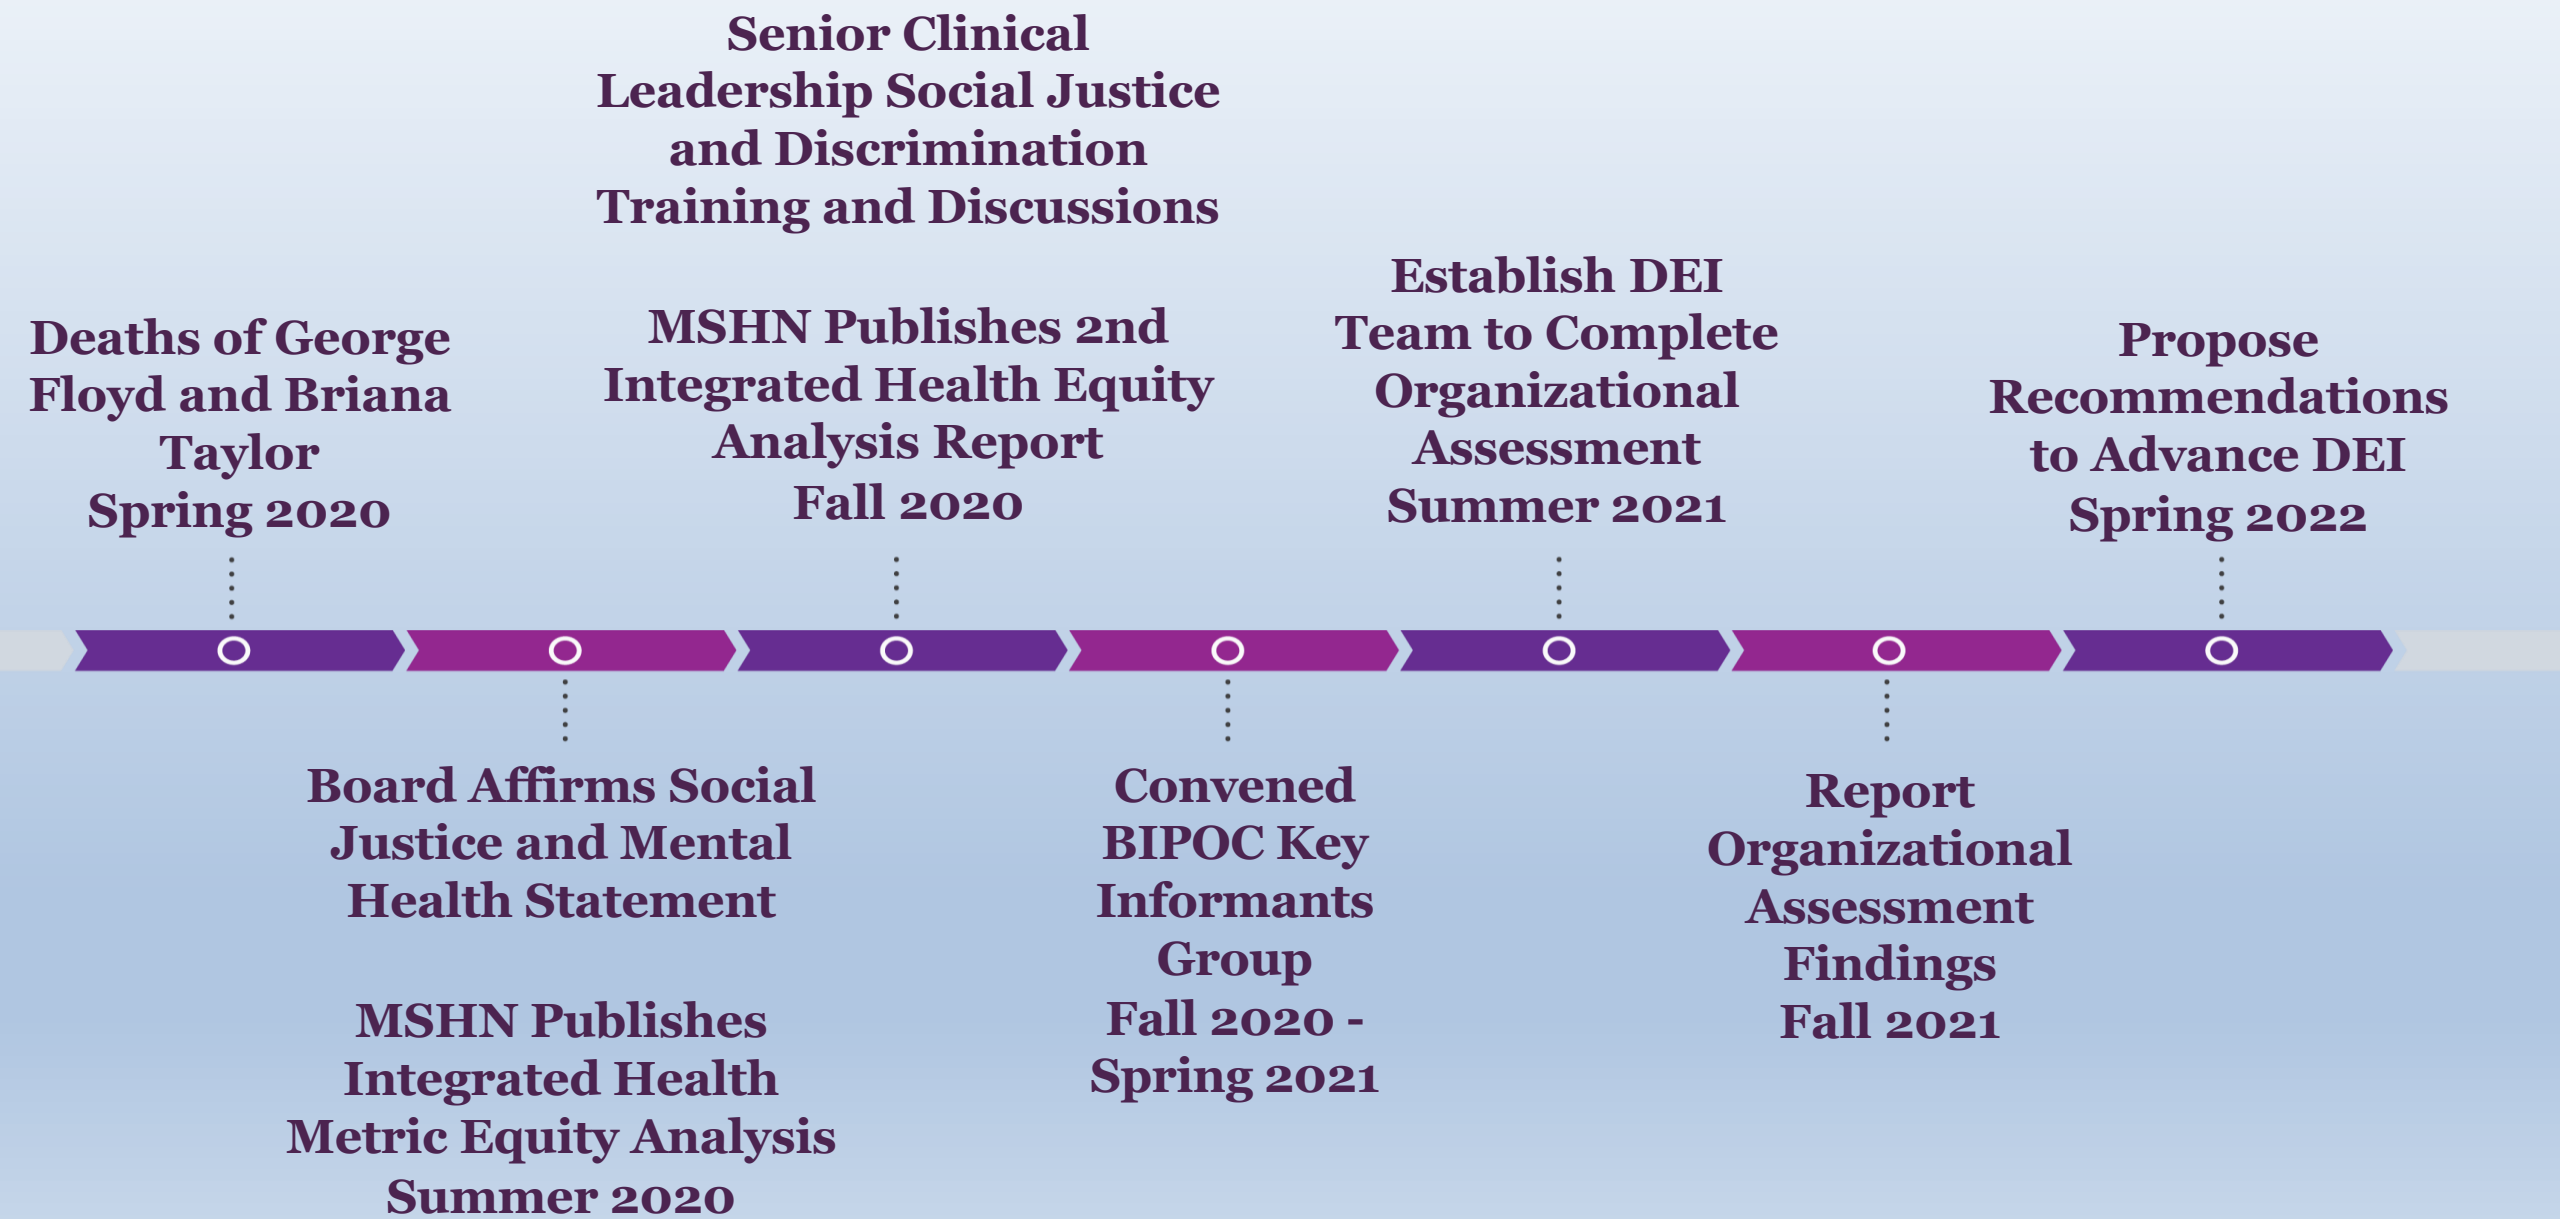 Deaths of George
Floyd and Briana
Taylor
Spring 2020
Board Affirms Social
Justice and Mental
Health Statement
MSHN Publishes
Integrated Health
Metric Equity Analysis
Summer 2020
Senior Clinical
Leadership Social Justice
and Discrimination
Training and Discussions
MSHN Publishes 2nd
Integrated Health Equity
Analysis Report
Fall 2020
Convened
BIPOC Key
Informants
Group
Fall 2020 -
Spring 2021
Establish DEI
Team to Complete
Organizational
Assessment
Summer 2021
Report
Organizational
Assessment
Findings
Fall 2021
Propose
Recommendations
to Advance DEI
Spring 2022